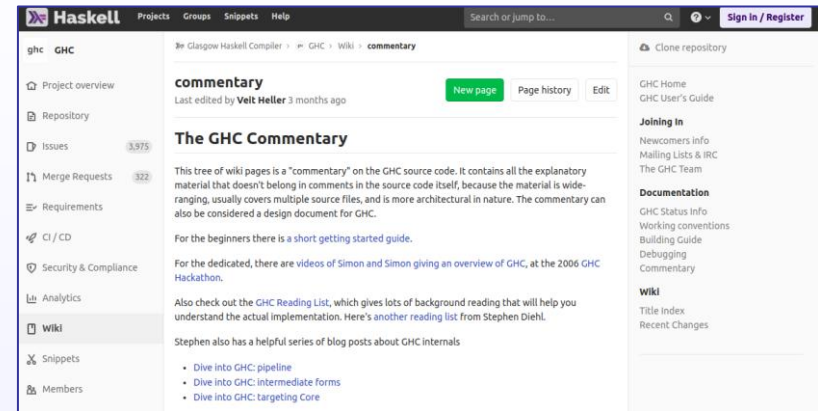 Haskell Projects Groups Snippets Help Search or jump to... Sign in / Register
ghc GHC
Project overview
Repository
Issues 3,975
Merge Requests 322
Requirements
CI / CD
Security & Compliance
Analytics
Wiki
Snippets
Members
Glasgow Haskell Compiler > GHC > Wiki > commentary
commentary
Last edited by Veit Heller 3 months ago
New page Page history Edit
The GHC Commentary
This tree of wiki pages is a "commentary" on the GHC source code. It contains all the explanatory
material that doesn't belong in comments in the source code itself, because the material is wide-
ranging, usually covers multiple source files, and is more architectural in nature. The commentary can
also be considered a design document for GHC.
For the beginners there is a short getting started guide.
For the dedicated, there are videos of Simon and Simon giving an overview of GHC, at the 2006 GHC
Hackathon.
Also check out the GHC Reading List, which gives lots of background reading that will help you
understand the actual implementation. Here's another reading list from Stephen Diehl.
Stephen also has a helpful series of blog posts about GHC internals
• Dive into GHC: pipeline
• Dive into GHC: intermediate forms
• Dive into GHC: targeting Core
Clone repository
GHC Home
GHC User's Guide
Joining In
Newcomers info
Mailing Lists & IRC
The GHC Team
Documentation
GHC Status Info
Working conventions
Building Guide
Debugging
Commentary
Wiki
Title Index
Recent Changes